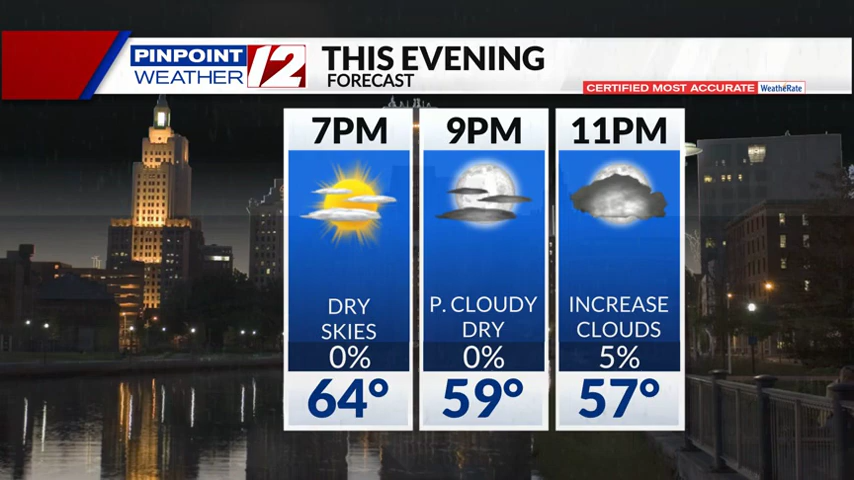 PINPOINT
WEATHER 12
THIS EVENING
FORECAST
CERTIFIED MOST ACCURATE WeatheRate
7PM
9PM
11PM
DRY
SKIES
0%
64°
P. CLOUDY
DRY
0%
59°
INCREASE
CLOUDS
5%
57°